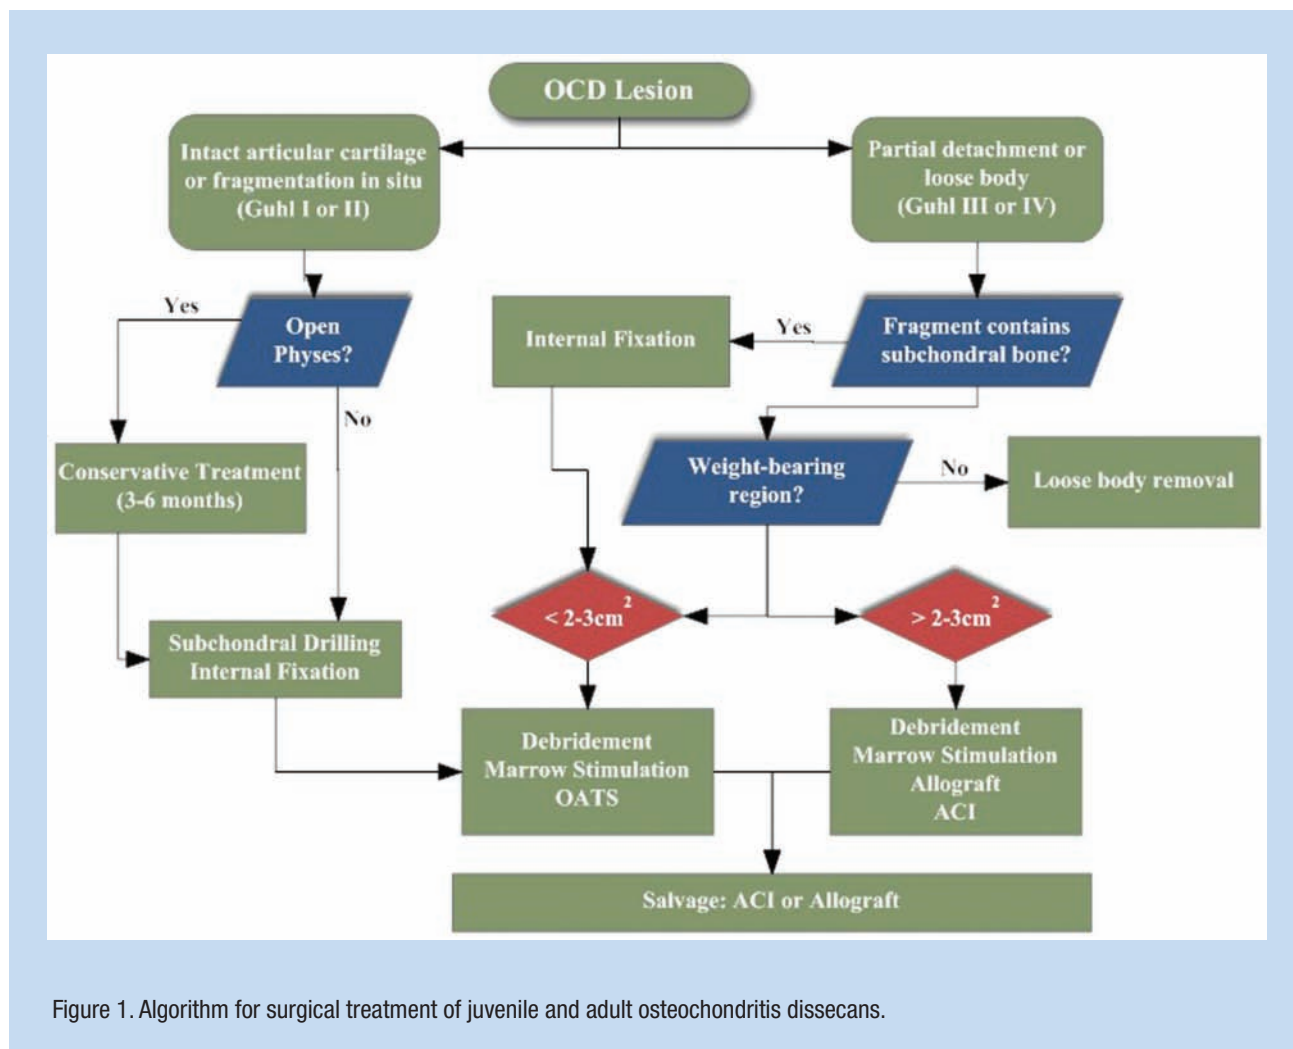 OCD Lesion
Intact articular cartilage
or fragmentation in situ
(Guhl I or II)
Partial detachment or
loose body
(Guhl III or IV)
Yes
Open
Physes?
No
Internal Fixation
Yes
Fragment contains
subchondral bone?
Conservative Treatment
(3-6 months)
Weight-bearing
region?
No
Loose body removal
< 2-3cm²
> 2-3cm²
Subchondral Drilling
Internal Fixation
Debridement
Marrow Stimulation
OATS
Debridement
Marrow Stimulation
Allograft
ACI
Salvage: ACI or Allograft
Figure 1. Algorithm for surgical treatment of juvenile and adult osteochondritis dissecans.